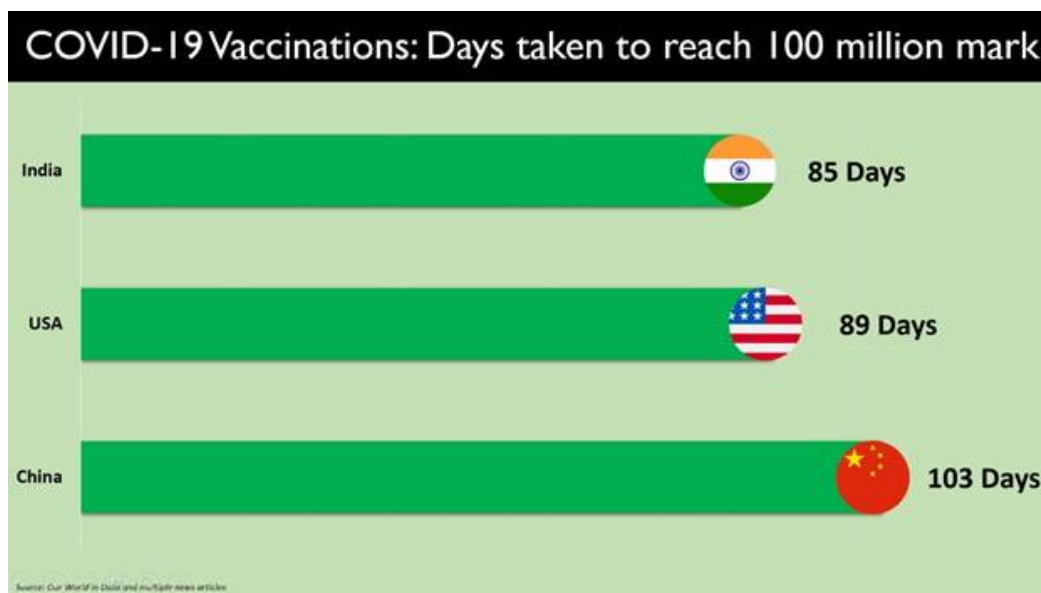 COVID-19 Vaccinations: Days taken to reach 100 million mark
India
85 Days
USA
89 Days
China
103 Days
Source: Our World in Data and multiple news articles